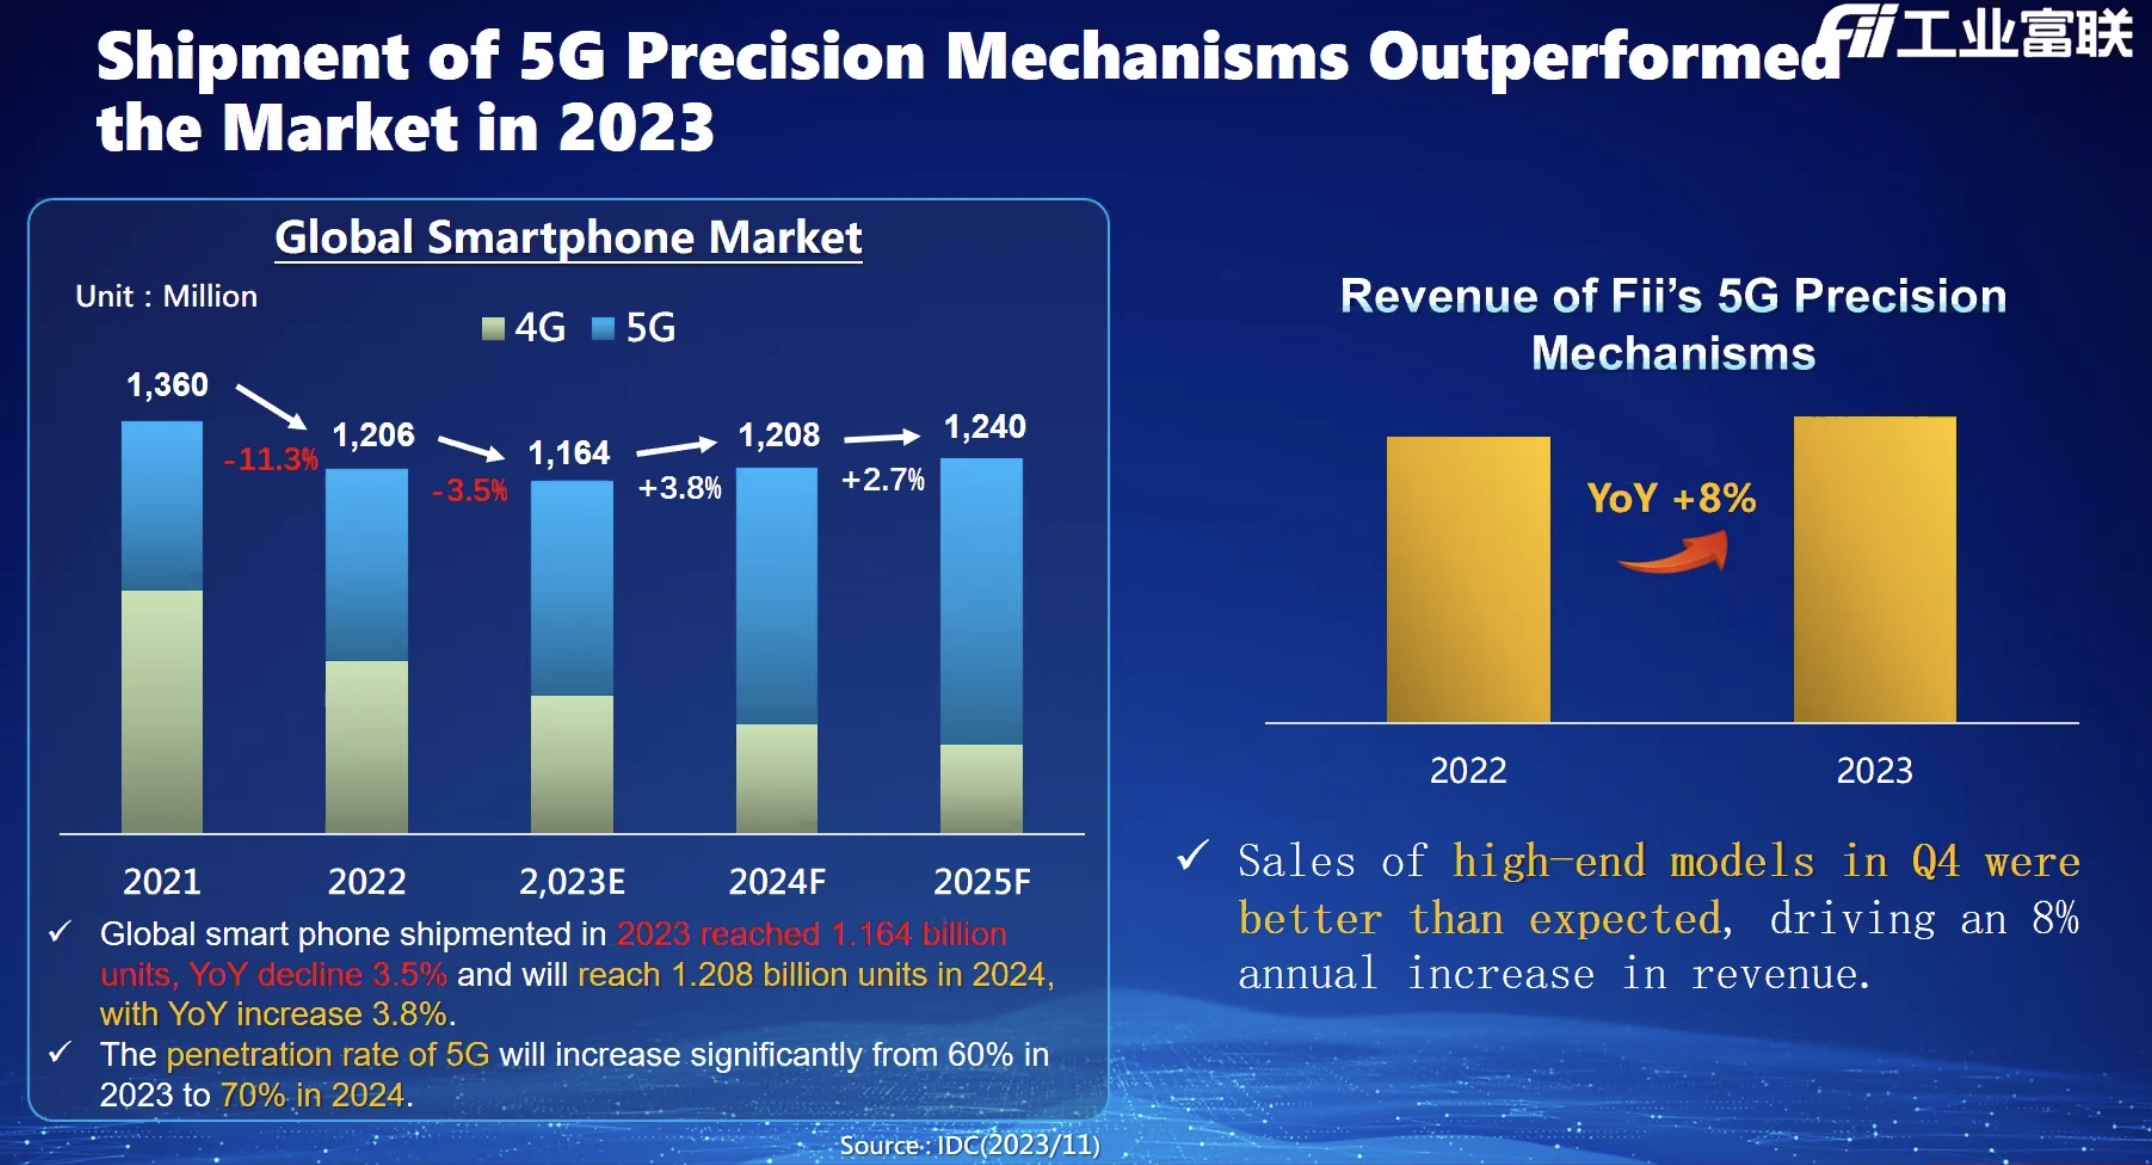 Shipment of 5G Precision Mechanisms Outperformed
the Market in 2023
Fii工业富联
Global Smartphone Market
Unit : Million
4G 5G
1,360
-11.3%
1,206
-3.5%
1,164
+3.8%
1,208
+2.7%
1,240
2021 2022 2,023E 2024F 2025F
✓ Global smart phone shipmented in 2023 reached 1.164 billion
units, YoY decline 3.5% and will reach 1.208 billion units in 2024,
with YoY increase 3.8%.
✓ The penetration rate of 5G will increase significantly from 60% in
2023 to 70% in 2024.
Source : IDC(2023/11)
Revenue of Fii’s 5G Precision
Mechanisms
YoY +8%
2022 2023
✓ Sales of high-end models in Q4 were
better than expected, driving an 8%
annual increase in revenue.